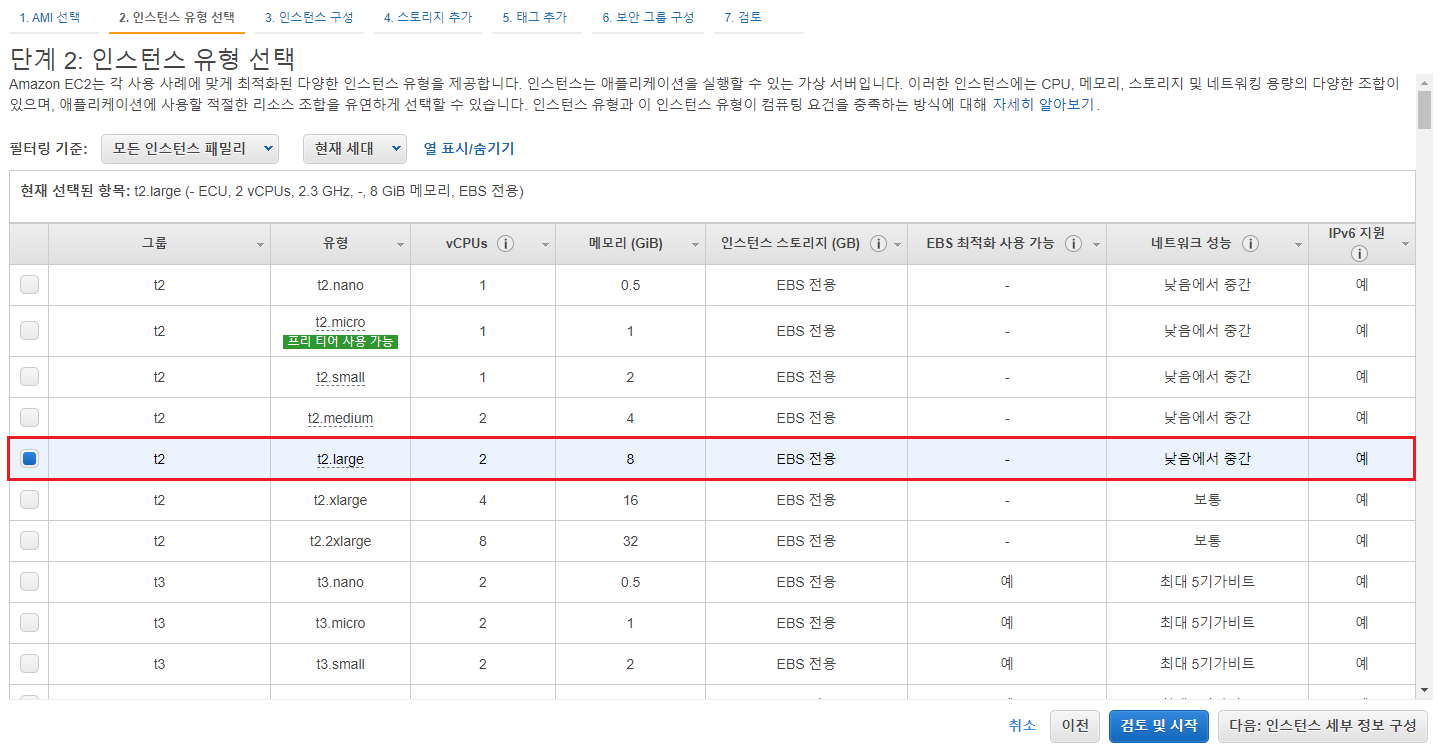 1. AMI 선택 2. 인스턴스 유형 선택 3. 인스턴스 구성 4. 스토리지 추가 5. 태그 추가 6. 보안 그룹 구성 7. 검토
단계 2: 인스턴스 유형 선택
Amazon EC2는 각 사용 사례에 맞게 최적화된 다양한 인스턴스 유형을 제공합니다. 인스턴스는 애플리케이션을 실행할 수 있는 가상 서버입니다. 이러한 인스턴스에는 CPU, 메모리, 스토리지 및 네트워킹 용량의 다양한 조합이
있으며, 애플리케이션에 사용할 적절한 리소스 조합을 유연하게 선택할 수 있습니다. 인스턴스 유형과 이 인스턴스 유형이 컴퓨팅 요건을 충족하는 방식에 대해 자세히 알아보기.
필터링 기준: 모든 인스턴스 패밀리 현재 세대 열 표시/숨기기
현재 선택된 항목: t2.large (- ECU, 2 vCPUs, 2.3 GHz, -, 8 GiB 메모리, EBS 전용)
그룹 유형 vCPUs 메모리 (GiB) 인스턴스 스토리지 (GB) EBS 최적화 사용 가능 네트워크 성능 IPv6 지원
t2 t2.nano 1 0.5 EBS 전용 - 낮음에서 중간 예
t2 t2.micro 1 1 EBS 전용 - 낮음에서 중간 예
프리 티어 사용 가능
t2 t2.small 1 2 EBS 전용 - 낮음에서 중간 예
t2 t2.medium 2 4 EBS 전용 - 낮음에서 중간 예
t2 t2.large 2 8 EBS 전용 - 낮음에서 중간 예
t2 t2.xlarge 4 16 EBS 전용 - 보통 예
t2 t2.2xlarge 8 32 EBS 전용 - 보통 예
t3 t3.nano 2 0.5 EBS 전용 예 최대 5기가비트 예
t3 t3.micro 2 1 EBS 전용 예 최대 5기가비트 예
t3 t3.small 2 2 EBS 전용 예 최대 5기가비트 예
취소 이전 검토 및 시작 다음: 인스턴스 세부 정보 구성